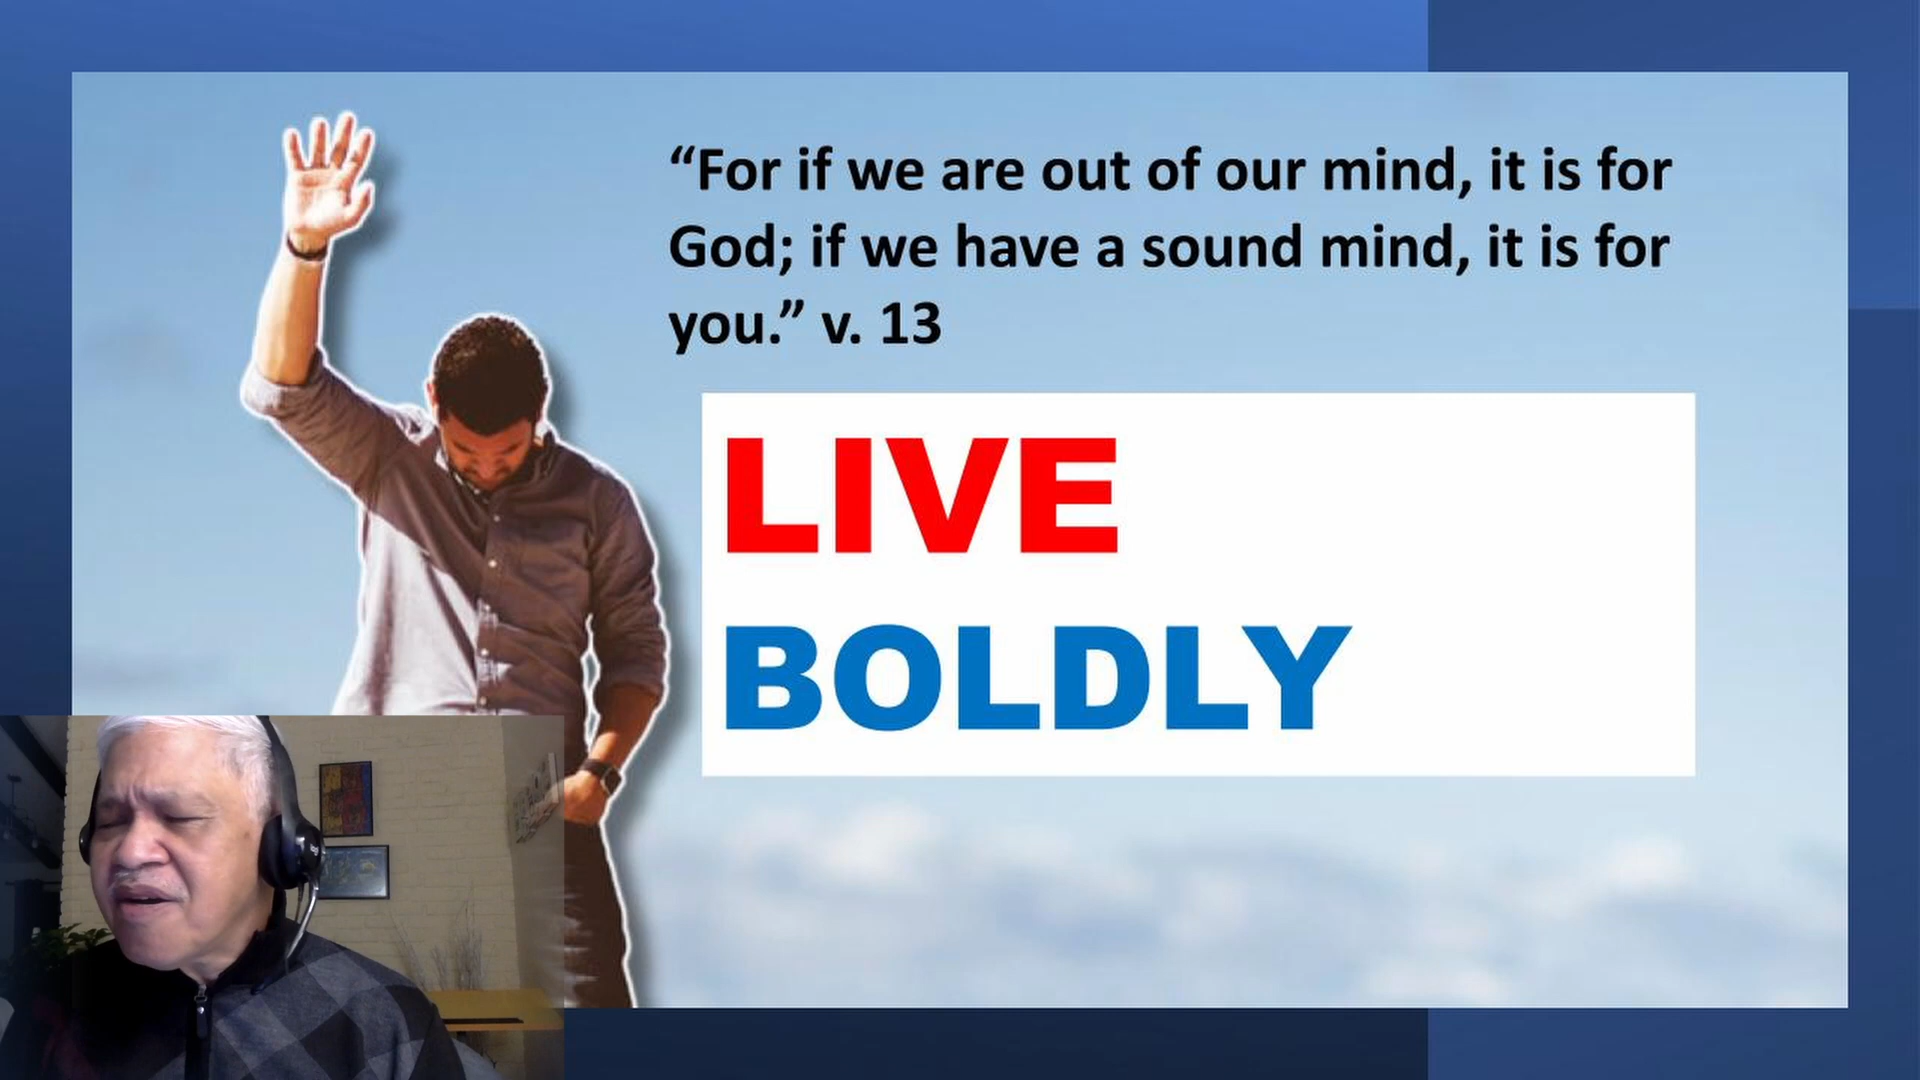 “For if we are out of our mind, it is for
God; if we have a sound mind, it is for
you.” v. 13
LIVE
BOLDLY
logi